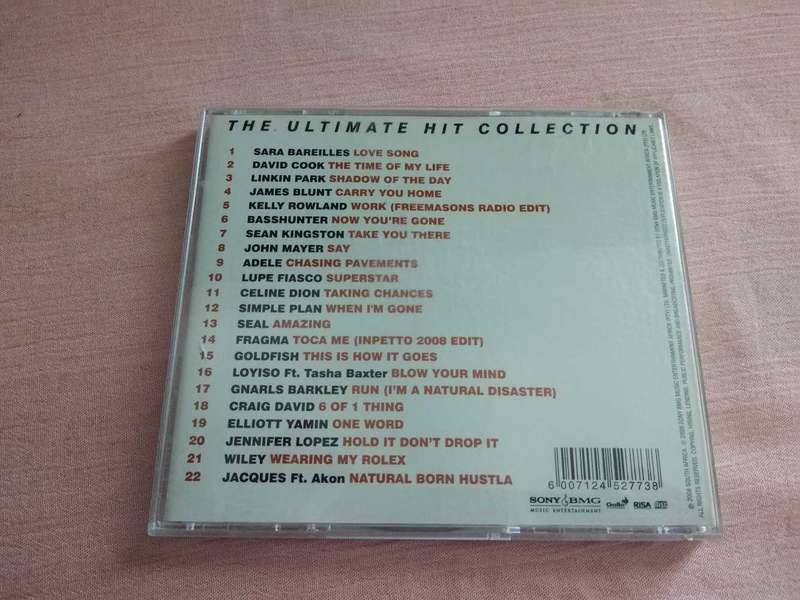 THE ULTIMATE HIT COLLECTION
1 SARA BAREILLES LOVE SONG
2 DAVID COOK THE TIME OF MY LIFE
3 LINKIN PARK SHADOW OF THE DAY
4 JAMES BLUNT CARRY YOU HOME
5 KELLY ROWLAND WORK (FREEMASONS RADIO EDIT)
6 BASSHUNTER NOW YOU'RE GONE
7 SEAN KINGSTON TAKE YOU THERE
8 JOHN MAYER SAY
9 ADELE CHASING PAVEMENTS
10 LUPE FIASCO SUPERSTAR
11 CELINE DION TAKING CHANCES
12 SIMPLE PLAN WHEN I'M GONE
13 SEAL AMAZING
14 FRAGMA TOCA ME (INPETTO 2008 EDIT)
15 GOLDFISH THIS IS HOW IT GOES
16 LOYISO Ft. Tasha Baxter BLOW YOUR MIND
17 GNARLS BARKLEY RUN (I'M A NATURAL DISASTER)
18 CRAIG DAVID 6 OF 1 THING
19 ELLIOTT YAMIN ONE WORD
20 JENNIFER LOPEZ HOLD IT DON'T DROP IT
21 WILEY WEARING MY ROLEX
22 JACQUES Ft. Akon NATURAL BORN HUSTLA
6 007124 527738
SONY BMG
MUSIC ENTERTAINMENT
Gallo
RiSA